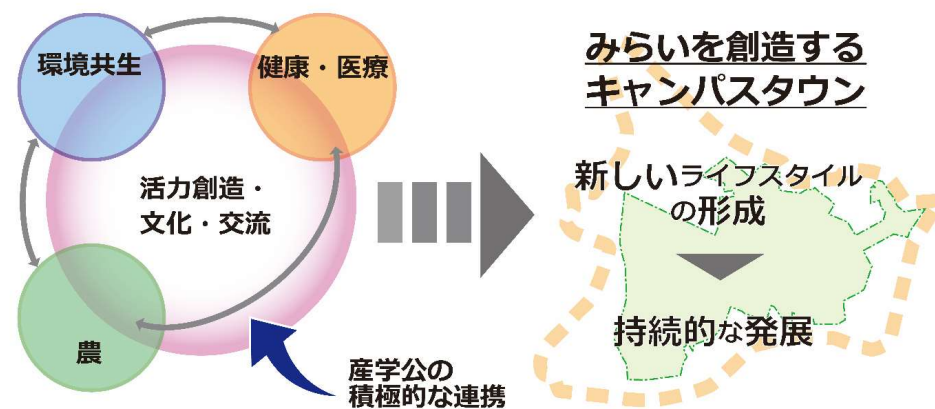 環境共生
健康・医療
活力創造・
文化・交流
農
産学公の
積極的な連携
みらいを創造する
キャンパスタウン
新しいライフスタイル
の形成
持続的な発展